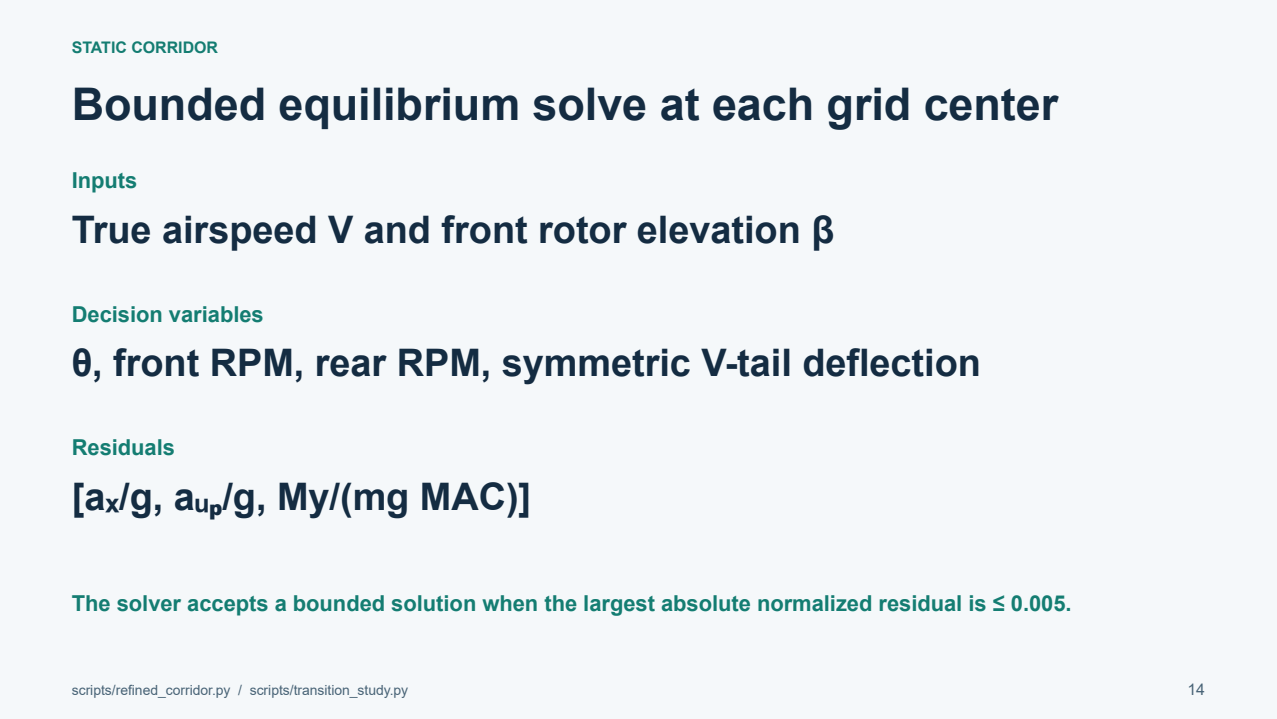 STATIC CORRIDOR
Bounded equilibrium solve at each grid center
Inputs
True airspeed V and front rotor elevation β
Decision variables
θ, front RPM, rear RPM, symmetric V-tail deflection
Residuals
[aₓ/g, aᵤₚ/g, My/(mg MAC)]
The solver accepts a bounded solution when the largest absolute normalized residual is ≤ 0.005.
scripts/refined_corridor.py / scripts/transition_study.py
14